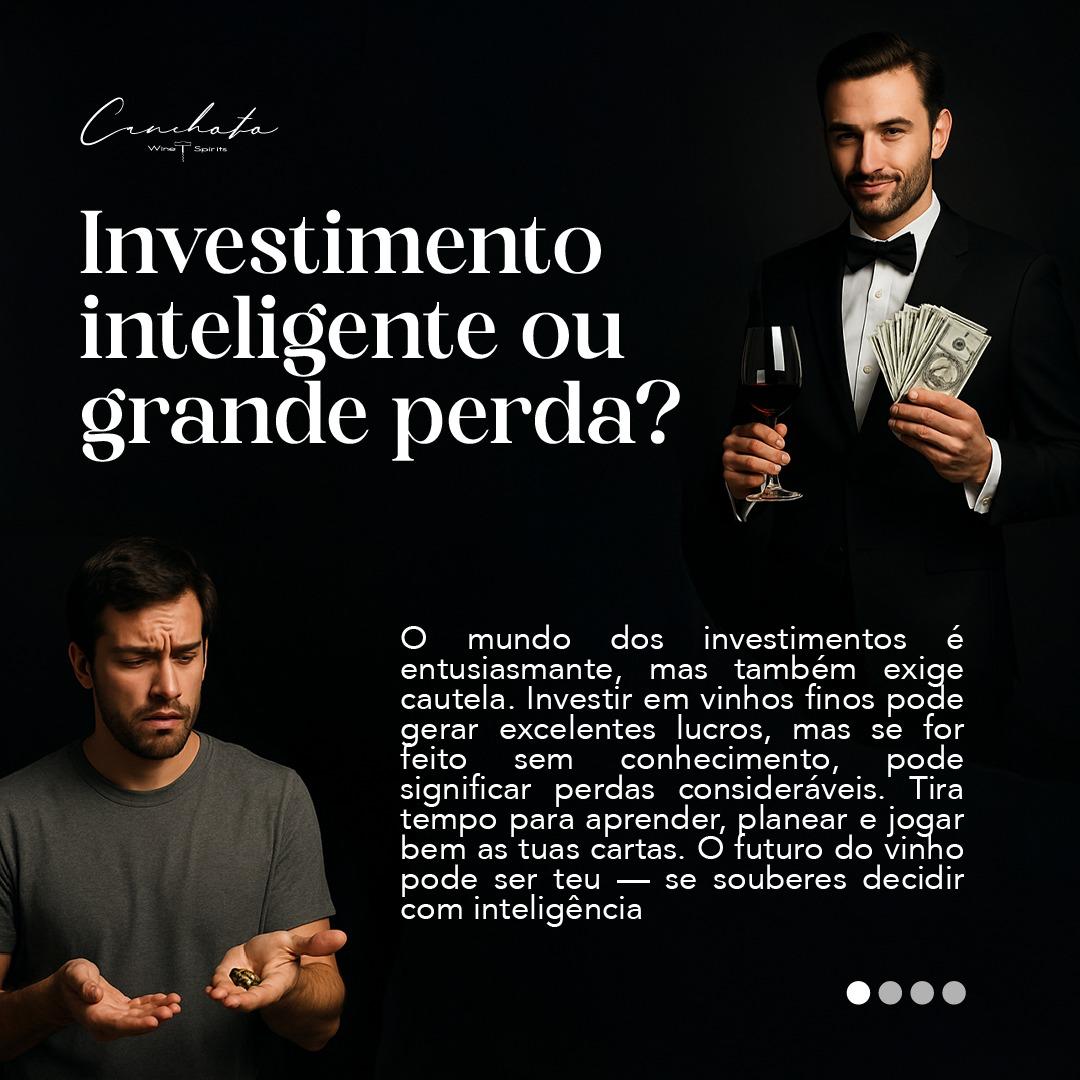 Canchoto
Wine Spirits
Investimento
inteligente ou
grande perda?
O mundo dos investimentos é
entusiasmante, mas também exige
cautela. Investir em vinhos finos pode
gerar excelentes lucros, mas se for
feito sem conhecimento, pode
significar perdas consideráveis. Tira
tempo para aprender, planear e jogar
bem as tuas cartas. O futuro do vinho
pode ser teu — se souberes decidir
com inteligência